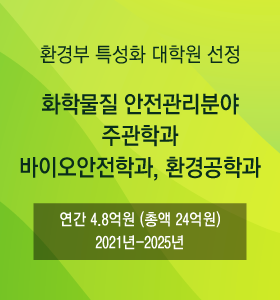 환경부 특성화 대학원 선정
화학물질 안전관리분야
주관학과
바이오안전학과, 환경공학과
연간 4.8억원 (총액 24억원)
2021년-2025년